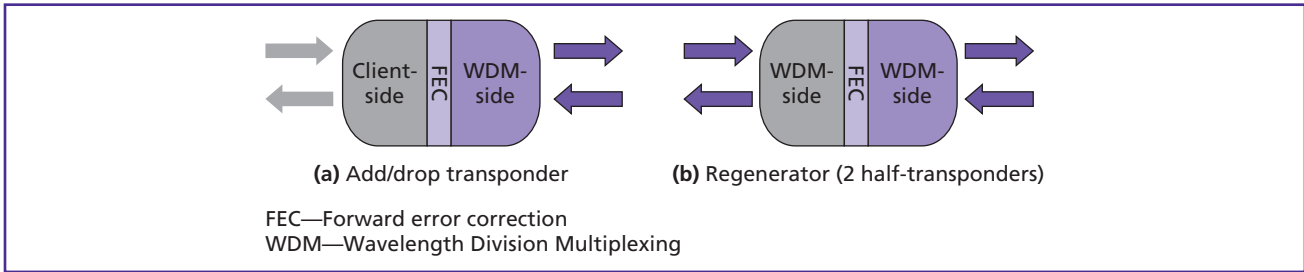 Client-
side
FEC
WDM-
side
WDM-
side
FEC
WDM-
side
(a) Add/drop transponder
(b) Regenerator (2 half-transponders)
FEC—Forward error correction
WDM—Wavelength Division Multiplexing